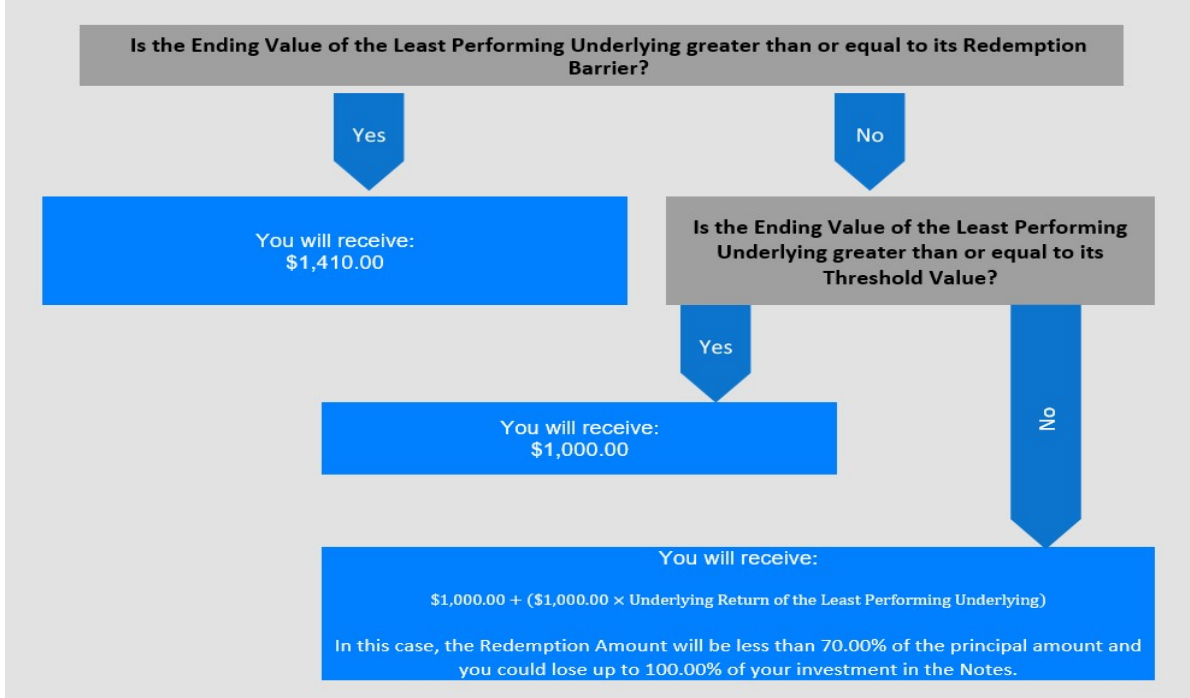 Is the Ending Value of the Least Performing Underlying greater than or equal to its Redemption
Barrier?
Yes
No
You will receive:
$1,410.00
Is the Ending Value of the Least Performing
Underlying greater than or equal to its
Threshold Value?
Yes
No
You will receive:
$1,000.00
You will receive:
$1,000.00 + ($1,000.00 × Underlying Return of the Least Performing Underlying)
In this case, the Redemption Amount will be less than 70.00% of the principal amount and
you could lose up to 100.00% of your investment in the Notes.